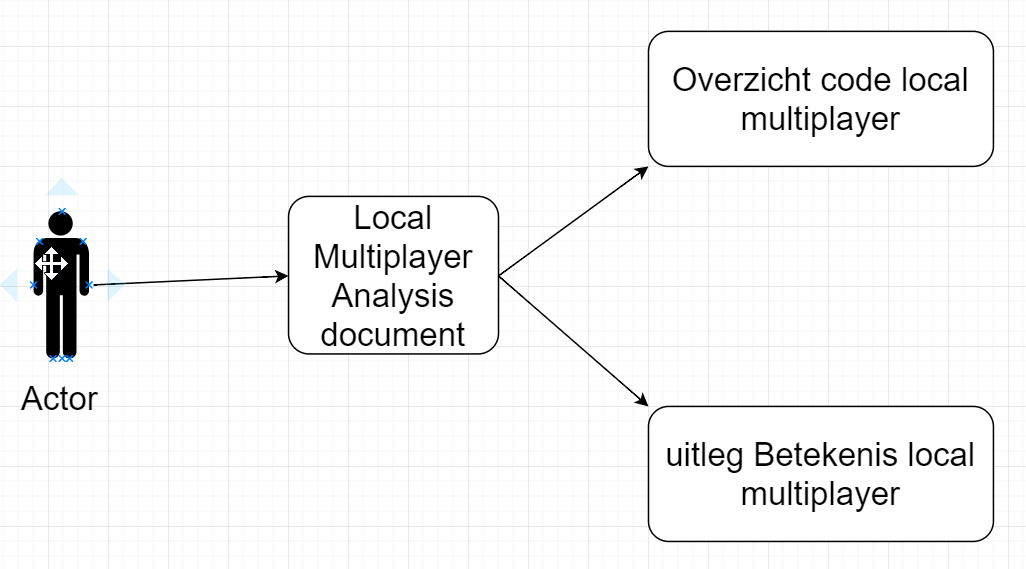 Overzicht code local
multiplayer
Local
Multiplayer
Analysis
document
Actor
uitleg Betekenis local
multiplayer